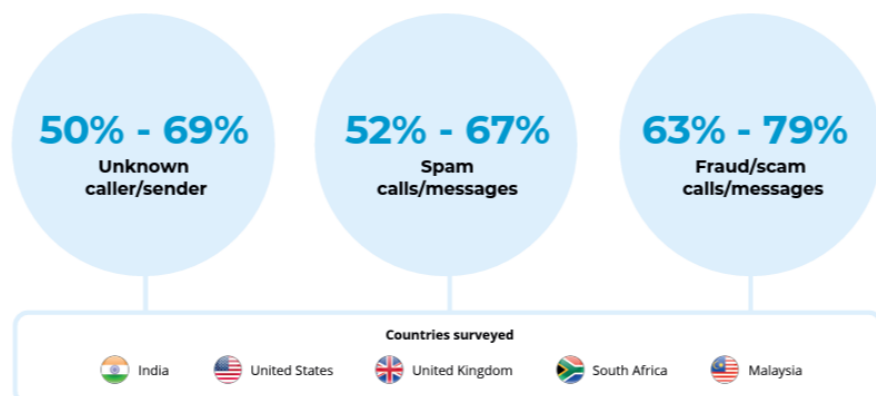 50% - 69%
Unknown
caller/sender
52% - 67%
Spam
calls/messages
63% - 79%
Fraud/scam
calls/messages
Countries surveyed
India
United States
United Kingdom
South Africa
Malaysia